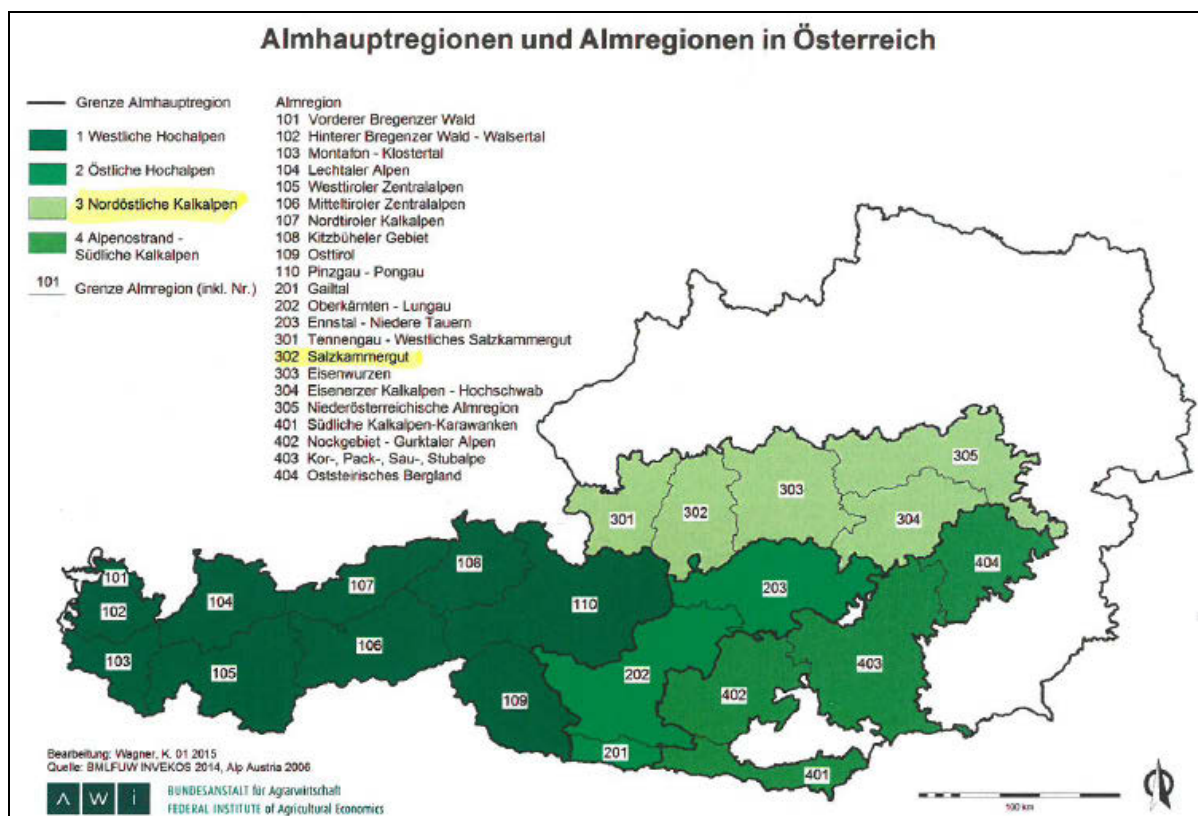 Almhauptregionen und Almregionen in Österreich
Grenze Almhauptregion
1 Westliche Hochalpen
2 Östliche Hochalpen
3 Nordöstliche Kalkalpen
4 Alpenostrand -
Südliche Kalkalpen
101
Grenze Almregion (inkl. Nr.)
Almregion
101 Vorderer Bregenzer Wald
102 Hinterer Bregenzer Wald - Walsertal
103 Montafon - Klostertal
104 Lechtaler Alpen
105 Westtiroler Zentralalpen
106 Mitteltiroler Zentralalpen
107 Nordtiroler Kalkalpen
108 Kitzbüheler Gebiet
109 Osttirol
110 Pinzgau - Pongau
201 Gailtal
202 Oberkärnten - Lungau
203 Ennstal - Niedere Tauern
301 Tennengau - Westliches Salzkammergut
302 Salzkammergut
303 Eisenwurzen
304 Eisenerzer Kalkalpen - Hochschwab
305 Niederösterreichische Almregion
401 Südliche Kalkalpen-Karawanken
402 Nockgebiet - Gurktaler Alpen
403 Kor-, Pack-, Sau-, Stubalpe
404 Oststeirisches Bergland
305
303
301
302
304
404
108
101
107
203
104
110
102
106
103
403
105
202
402
109
201
401
Bearbeitung: Wagner, K. 01 2015
Quelle: BMLFUW INVEKOS 2014, Alp Austria 2006
AWI
BUNDESANSTALT für Agrarwirtschaft
FEDERAL INSTITUTE of Agricultural Economics
100 km